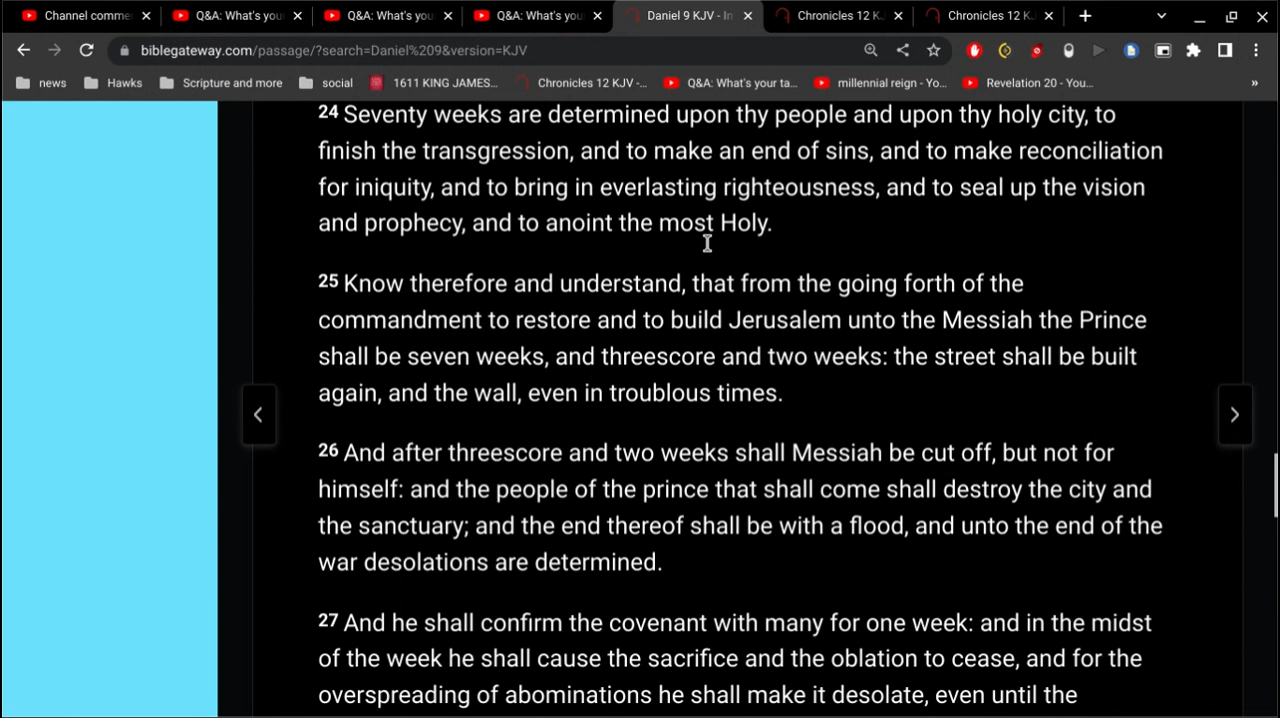 Channel comme
Q&A: What's you
Q&A: What's you
Q&A: What's you
Daniel 9 KJV - In
Chronicles 12 K
Chronicles 12 K
biblegateway.com/passage/?search=Daniel%209&version=KJV
news
Hawks
Scripture and more
social
1611 KING JAMES...
Chronicles 12 KJV -...
Q&A: What's your ta...
millennial reign - Yo...
Revelation 20 - You...
24 Seventy weeks are determined upon thy people and upon thy holy city, to
finish the transgression, and to make an end of sins, and to make reconciliation
for iniquity, and to bring in everlasting righteousness, and to seal up the vision
and prophecy, and to anoint the most Holy.
25 Know therefore and understand, that from the going forth of the
commandment to restore and to build Jerusalem unto the Messiah the Prince
shall be seven weeks, and threescore and two weeks: the street shall be built
again, and the wall, even in troublous times.
26 And after threescore and two weeks shall Messiah be cut off, but not for
himself: and the people of the prince that shall come shall destroy the city and
the sanctuary; and the end thereof shall be with a flood, and unto the end of the
war desolations are determined.
27 And he shall confirm the covenant with many for one week: and in the midst
of the week he shall cause the sacrifice and the oblation to cease, and for the
overspreading of abominations he shall make it desolate, even until the